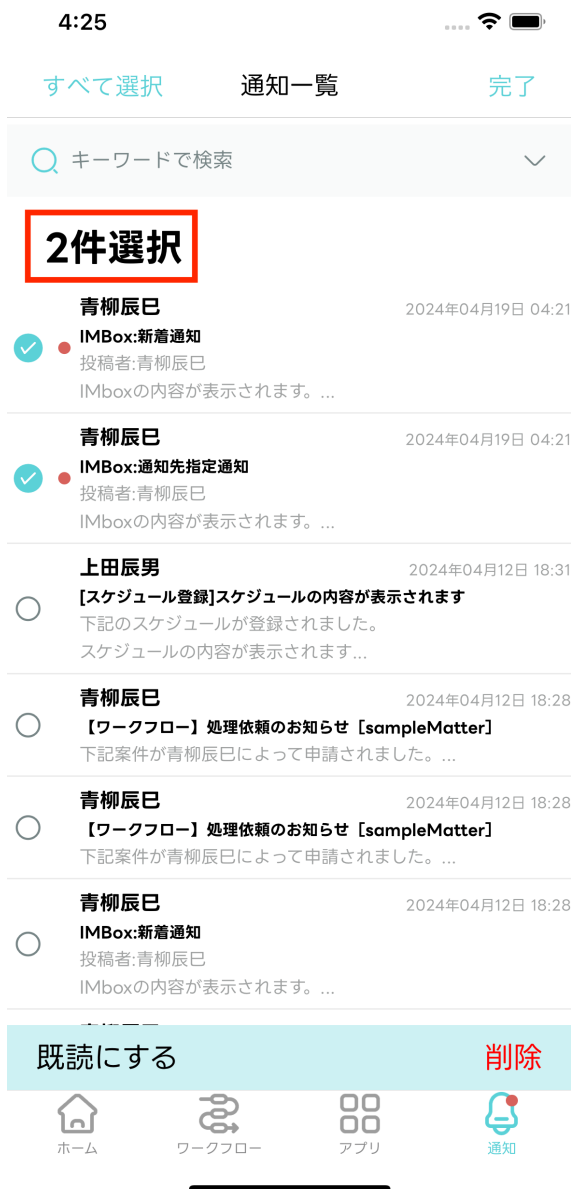 4:25
すべて選択 通知一覧 完了
キーワードで検索
2件選択
青柳辰巳 2024年04月19日 04:21
IMBox:新着通知
投稿者:青柳辰巳
IMboxの内容が表示されます。...
青柳辰巳 2024年04月19日 04:21
IMBox:通知先指定通知
投稿者:青柳辰巳
IMboxの内容が表示されます。...
上田辰男 2024年04月12日 18:31
[スケジュール登録]スケジュールの内容が表示されます
下記のスケジュールが登録されました。
スケジュールの内容が表示されます...
青柳辰巳 2024年04月12日 18:28
【ワークフロー】処理依頼のお知らせ［sampleMatter］
下記案件が青柳辰巳によって申請されました。...
青柳辰巳 2024年04月12日 18:28
【ワークフロー】処理依頼のお知らせ［sampleMatter］
下記案件が青柳辰巳によって申請されました。...
青柳辰巳 2024年04月12日 18:28
IMBox:新着通知
投稿者:青柳辰巳
IMboxの内容が表示されます。...
既読にする 削除
ホーム ワークフロー アプリ 通知